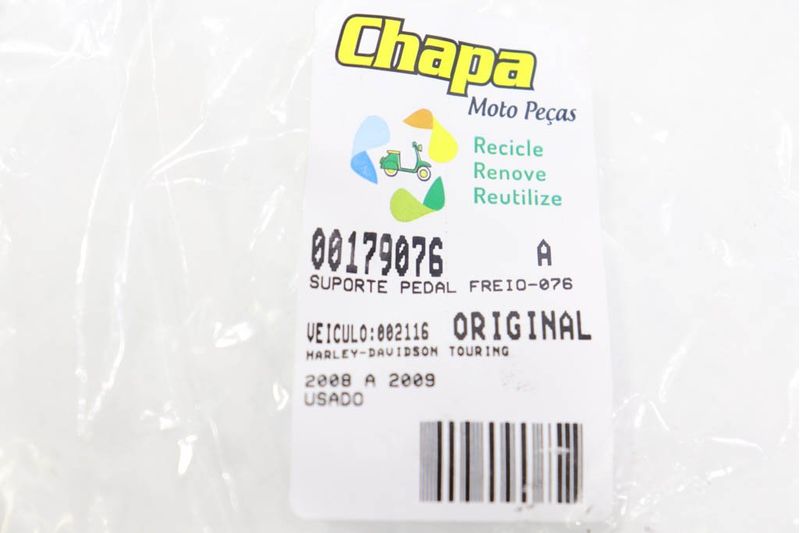 Chapa
Moto Peças
Recicle
Renove
Reutilize
00179076 A
SUPORTE PEDAL FREIO-076
VEICULO:002116 ORIGINAL
HARLEY-DAVIDSON TOURING
2008 A 2009
USADO